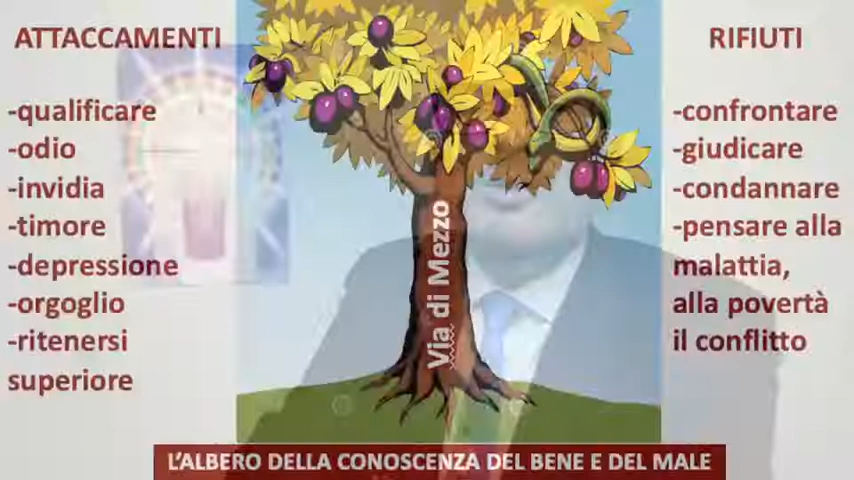 ATTACCAMENTI
-qualificare
-odio
-invidia
-timore
-depressione
-orgoglio
-ritenersi
superiore
Via di Mezzo
RIFIUTI
-confrontare
-giudicare
-condannare
-pensare alla
malattia,
alla povertà
il conflitto
L'ALBERO DELLA CONOSCENZA DEL BENE E DEL MALE